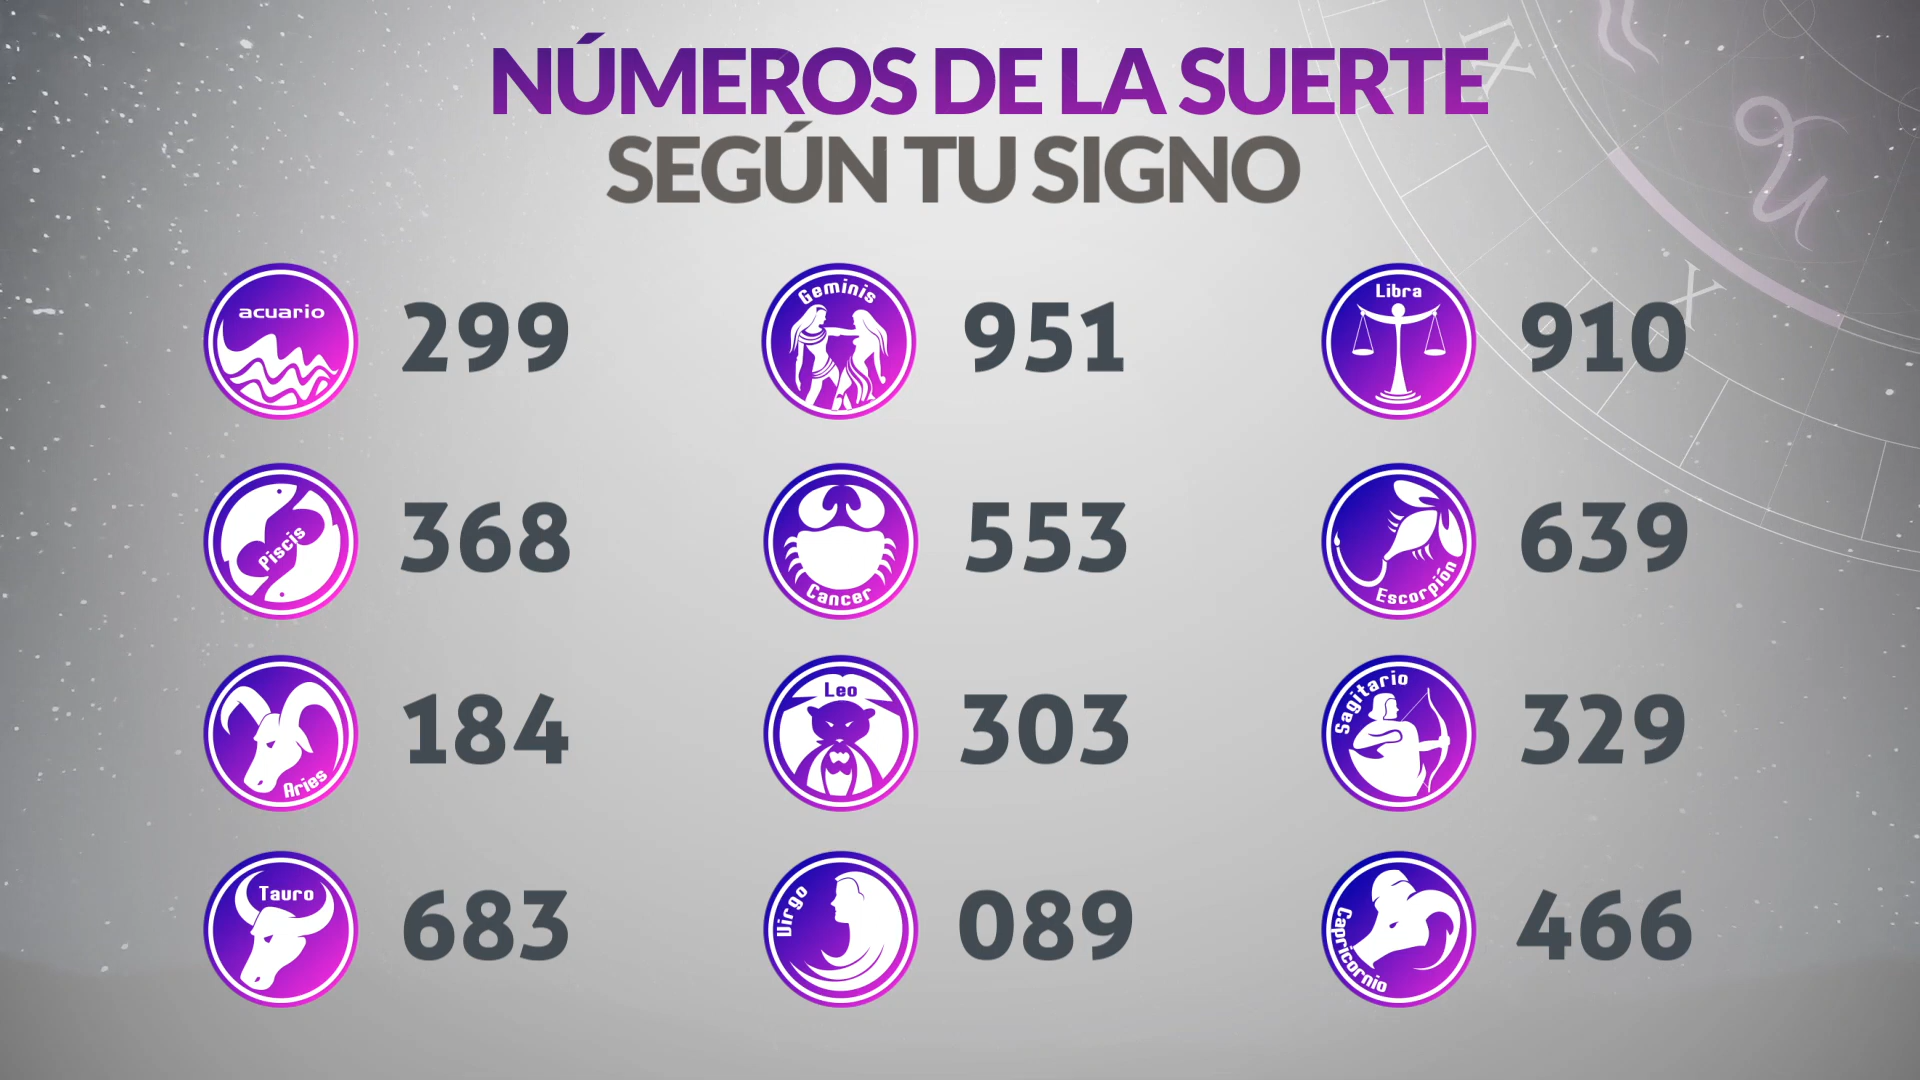 NÚMEROS DE LA SUERTE
SEGÚN TU SIGNO
acuario 299
Geminis 951
Libra 910
Piscis 368
Cancer 553
Escorpión 639
Aries 184
Leo 303
Sagitario 329
Tauro 683
Virgo 089
Capricornio 466
IX
X